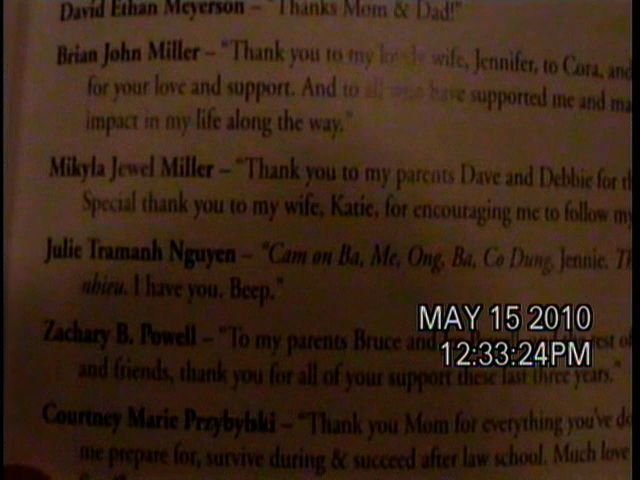 David Ethan Meyerson – "Thanks Mom & Dad!"
Brian John Miller – "Thank you to my lovely wife, Jennifer, to Cora, and
for your love and support. And to all who have supported me and
impact in my life along the way."
Mikyla Jewel Miller – "Thank you to my parents Dave and Debbie for
Special thank you to my wife, Katie, for encouraging me to follow my
Julie Tramanh Nguyen – "Cam on Ba, Me, Ong, Ba, Co Dung, Jennie.
nhieu. I have you. Beep."
Zachary B. Powell – "To my parents Bruce and
and friends, thank you for all of your support these last three years."
Courtney Marie Przybylski – "Thank you Mom for everything you've
me prepare for, survive during & succeed after law school. Much love
MAY 15 2010
12:33:24PM